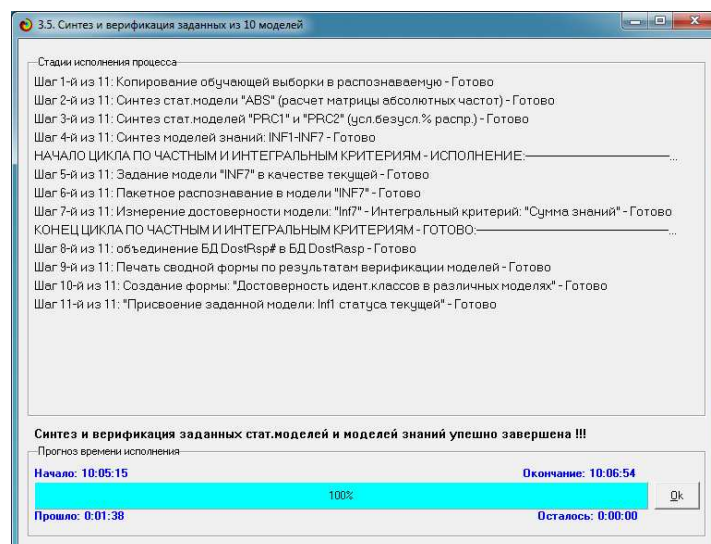 3.5. Синтез и верификация заданных из 10 моделей
Стадии исполнения процесса
Шаг 1-й из 11: Копирование обучающей выборки в распознаваемую - Готово
Шаг 2-й из 11: Синтез стат.модели "ABS" (расчет матрицы абсолютных частот) - Готово
Шаг 3-й из 11: Синтез стат.моделей "PRC1" и "PRC2" (усл.безусл.% распр.) - Готово
Шаг 4-й из 11: Синтез моделей знаний: INF1-INF7 - Готово
НАЧАЛО ЦИКЛА ПО ЧАСТНЫМ И ИНТЕГРАЛЬНЫМ КРИТЕРИЯМ - ИСПОЛНЕНИЕ:——————————...
Шаг 5-й из 11: Задание модели "INF7" в качестве текущей - Готово
Шаг 6-й из 11: Пакетное распознавание в модели "INF7" - Готово
Шаг 7-й из 11: Измерение достоверности модели: "Inf7" - Интегральный критерий: "Сумма знаний" - Готово
КОНЕЦ ЦИКЛА ПО ЧАСТНЫМ И ИНТЕГРАЛЬНЫМ КРИТЕРИЯМ - ГОТОВО:——————————...
Шаг 8-й из 11: объединение БД DostRsp# в БД DostRasp - Готово
Шаг 9-й из 11: Печать сводной формы по результатам верификации моделей - Готово
Шаг 10-й из 11: Создание формы: "Достоверность идент.классов в различных моделях" - Готово
Шаг 11-й из 11: "Присвоение заданной модели: Inf1 статуса текущей" - Готово
Синтез и верификация заданных стат.моделей и моделей знаний упешно завершена !!!
Прогноз времени исполнения
Начало: 10:05:15 Окончание: 10:06:54
100% Ok
Прошло: 0:01:38 Осталось: 0:00:00